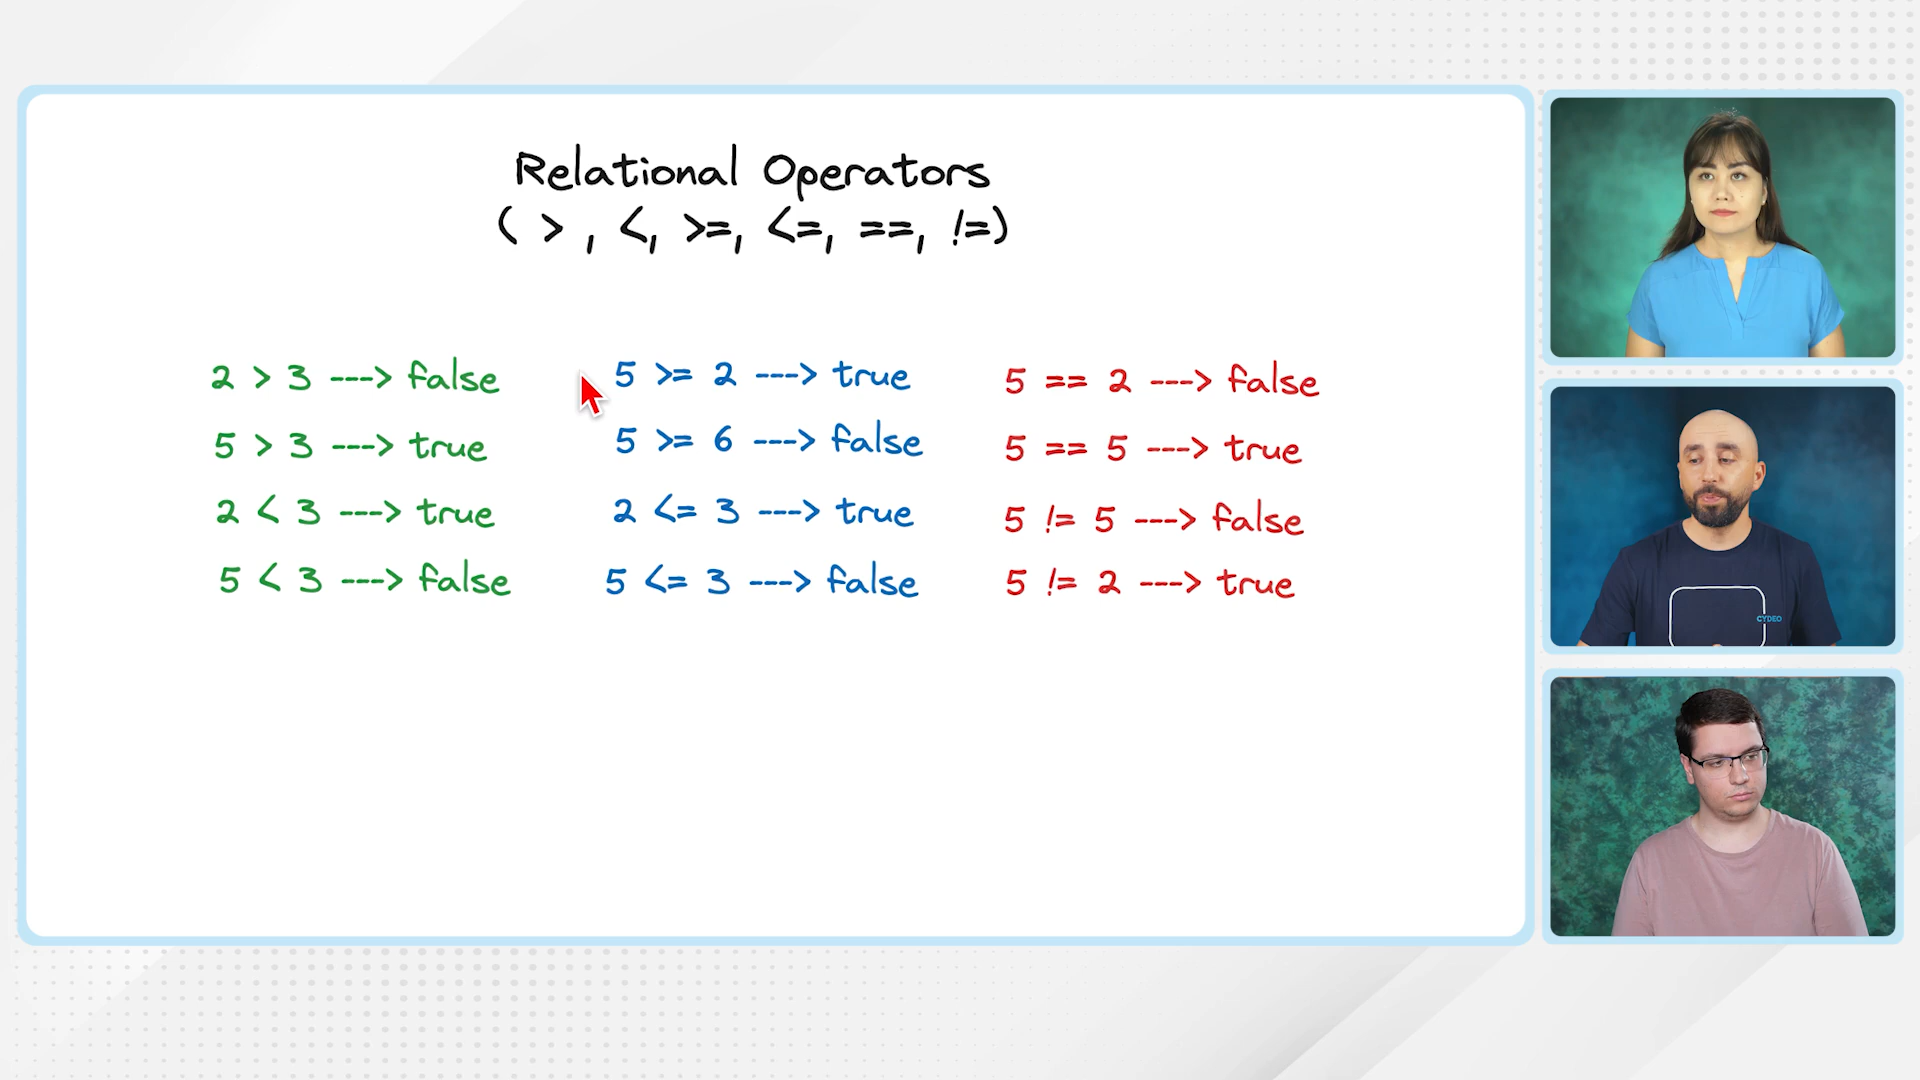 Relational Operators
( > , <, >=, <=, ==, !=)
2 > 3 ---> false
5 > 3 ---> true
2 < 3 ---> true
5 < 3 ---> false
5 >= 2 ---> true
5 >= 6 ---> false
2 <= 3 ---> true
5 <= 3 ---> false
5 == 2 ---> false
5 == 5 ---> true
5 != 5 ---> false
5 != 2 ---> true
CYDEO